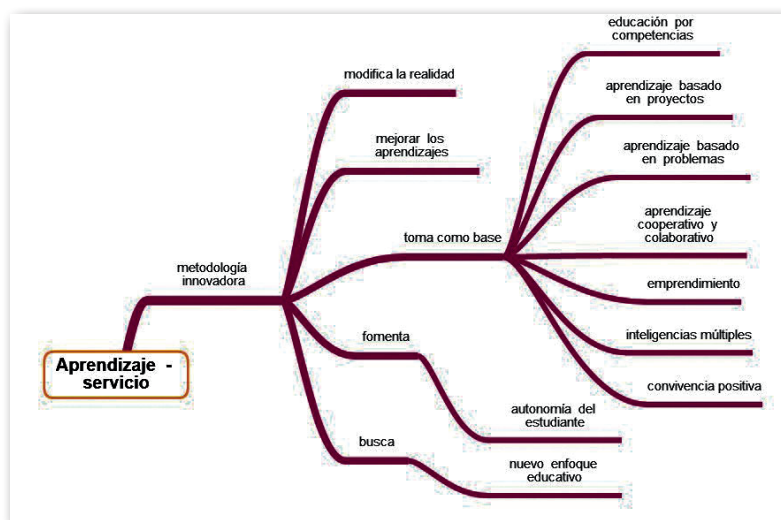 educación por
competencias
modifica la realidad
aprendizaje basado
en proyectos
mejorar los
aprendizajes
aprendizaje basado
en problemas
aprendizaje
cooperativo y
colaborativo
toma como base
metodología
innovadora
emprendimiento
fomenta
inteligencias múltiples
Aprendizaje -
servicio
convivencia positiva
autonomía del
estudiante
busca
nuevo enfoque
educativo